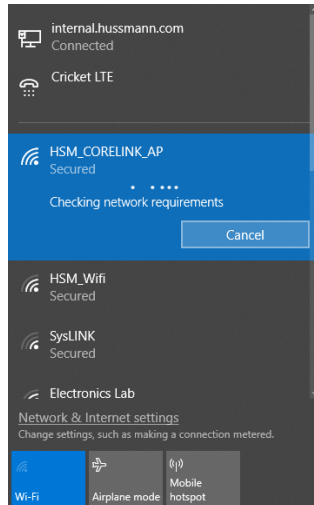 internal.hussmann.com
Connected
Cricket LTE
HSM_CORELINK_AP
Secured
Checking network requirements
Cancel
HSM_Wifi
Secured
SysLINK
Secured
Electronics Lab
Network & Internet settings
Change settings, such as making a connection metered.
Wi-Fi
Airplane mode
Mobile
hotspot